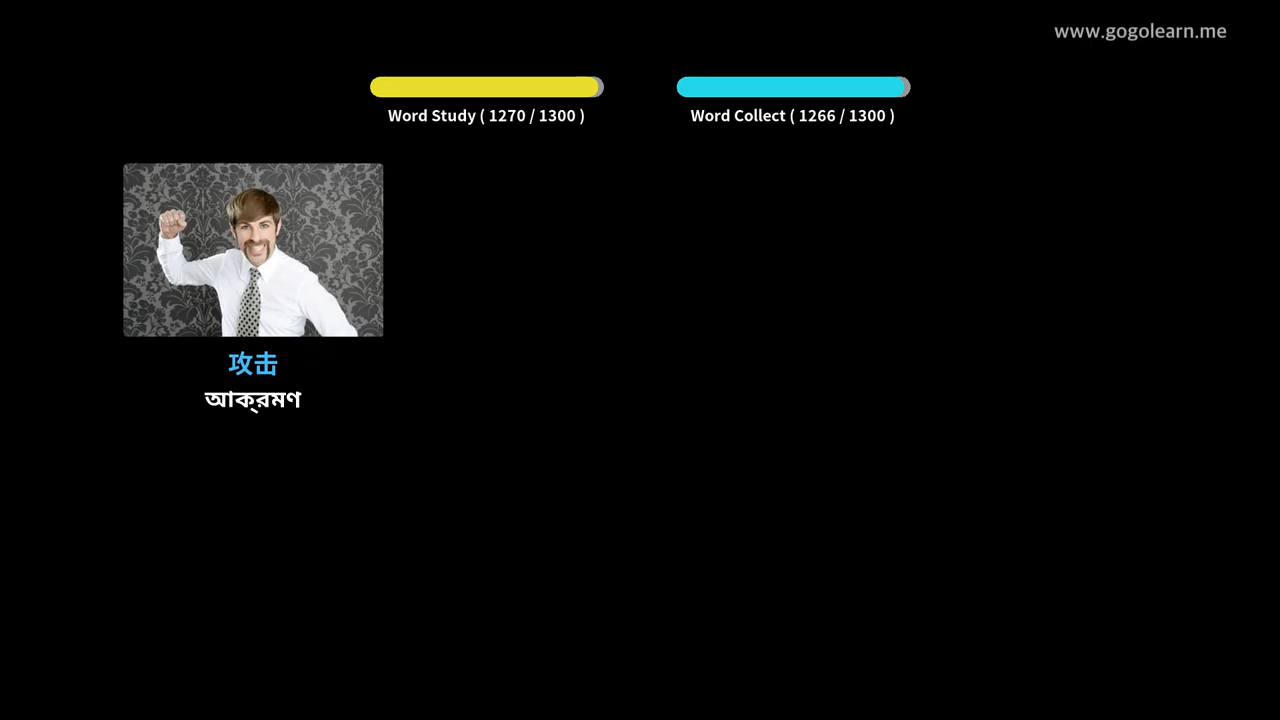 www.gogolearn.me
Word Study ( 1270 / 1300 )
Word Collect ( 1266 / 1300 )
攻击
আক্রমণ